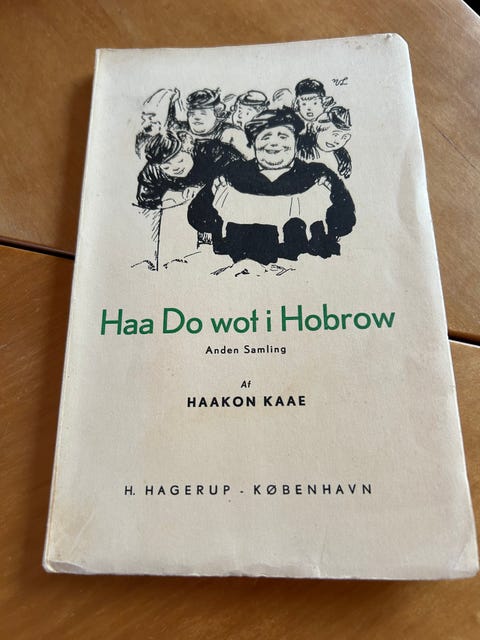 Haa Do wot i Hobrow
Anden Samling
Af
HAAKON KAAE
H. HAGERUP - KØBENHAVN